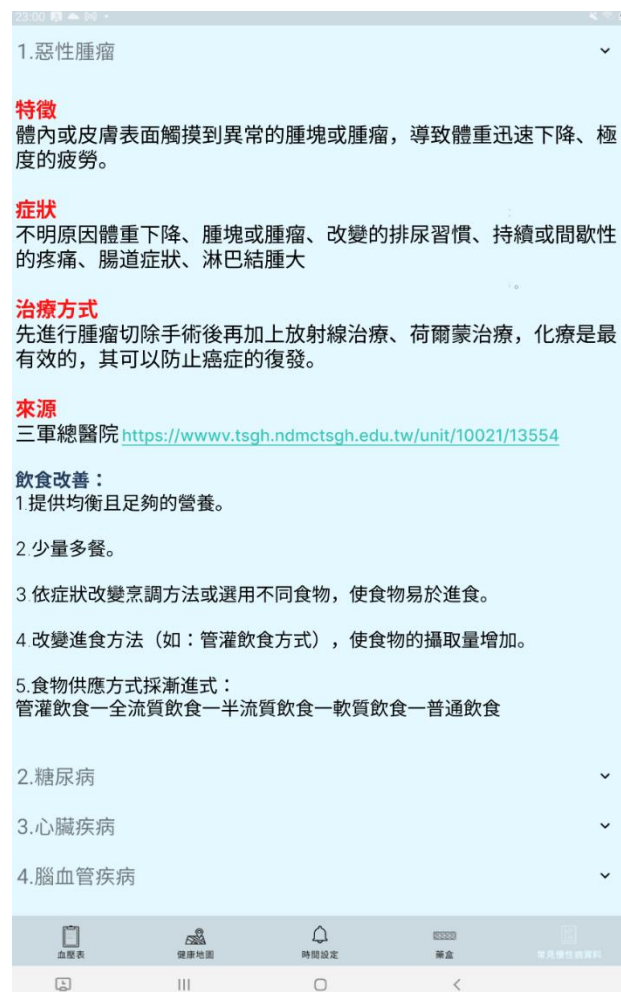 23:00
1.惡性腫瘤
特徵
體內或皮膚表面觸摸到異常的腫塊或腫瘤，導致體重迅速下降、極
度的疲勞。
症狀
不明原因體重下降、腫塊或腫瘤、改變的排尿習慣、持續或間歇性
的疼痛、腸道症狀、淋巴結腫大
。
治療方式
先進行腫瘤切除手術後再加上放射線治療、荷爾蒙治療，化療是最
有效的，其可以防止癌症的復發。
來源
三軍總醫院 https://wwwv.tsgh.ndmctsgh.edu.tw/unit/10021/13554
飲食改善：
1.提供均衡且足夠的營養。
2.少量多餐。
3.依症狀改變烹調方法或選用不同食物，使食物易於進食。
4.改變進食方法（如：管灌飲食方式），使食物的攝取量增加。
5.食物供應方式採漸進式：
管灌飲食—全流質飲食—半流質飲食—軟質飲食—普通飲食
2.糖尿病
3.心臟疾病
4.腦血管疾病
血壓表 健康地圖 時間設定 藥盒 常見慢性病資料